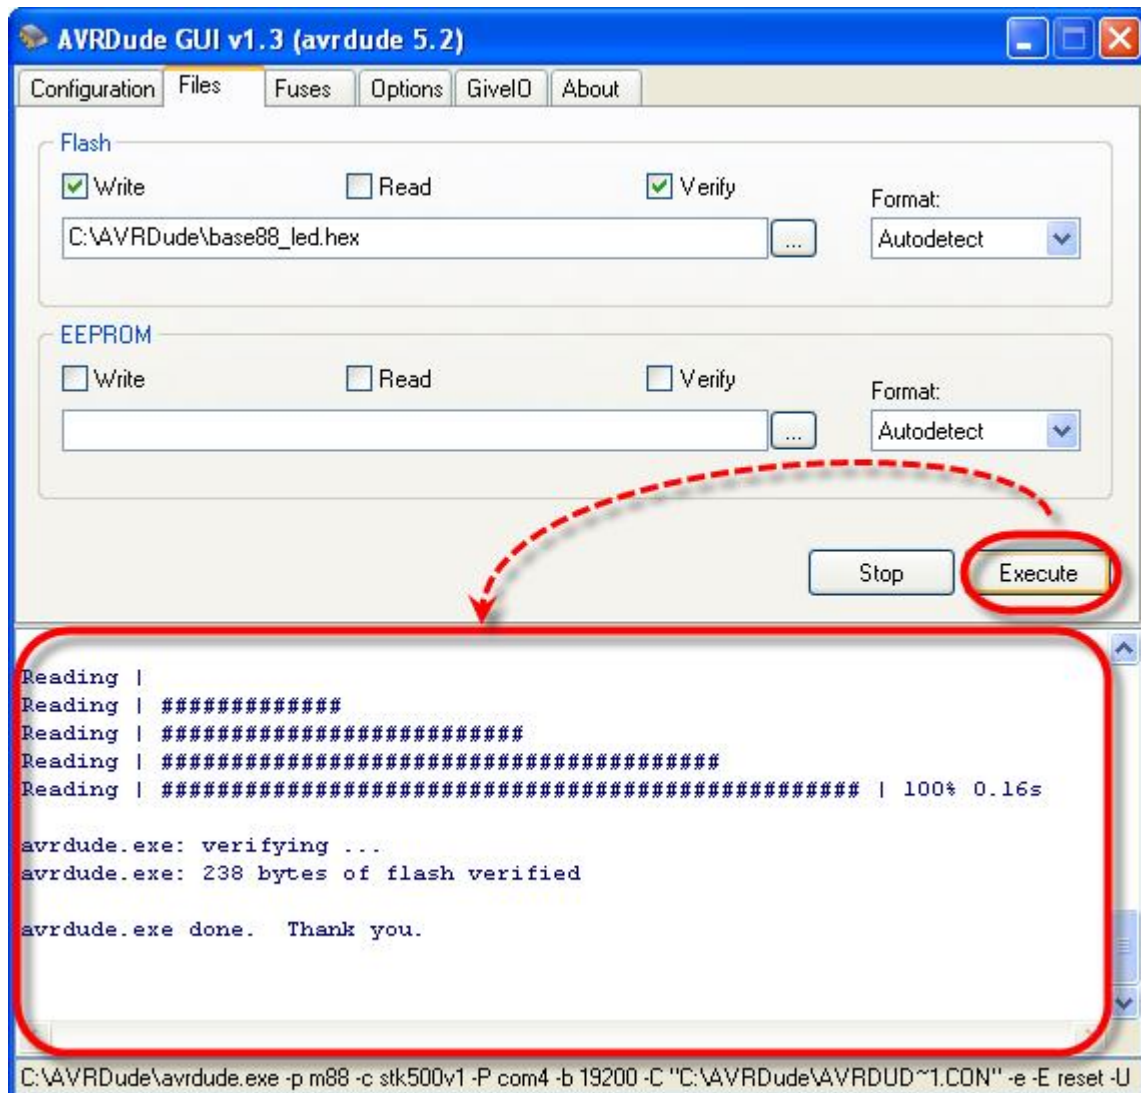 AVRDude GUI v1.3 (avrdude 5.2)
Configuration Files Fuses Options GiveIO About
Flash
Write Read Verify
Format:
C:\AVRDude\base88_led.hex ... Autodetect
EEPROM
Write Read Verify
Format:
... Autodetect
Stop Execute
Reading |
Reading | #############
Reading | ##########################
Reading | ########################################
Reading | ################################################## | 100% 0.16s
avrdude.exe: verifying ...
avrdude.exe: 238 bytes of flash verified
avrdude.exe done.  Thank you.
C:\AVRDude\avrdude.exe -p m88 -c stk500v1 -P com4 -b 19200 -C "C:\AVRDude\AVRDUD~1.CON" -e -E reset -U